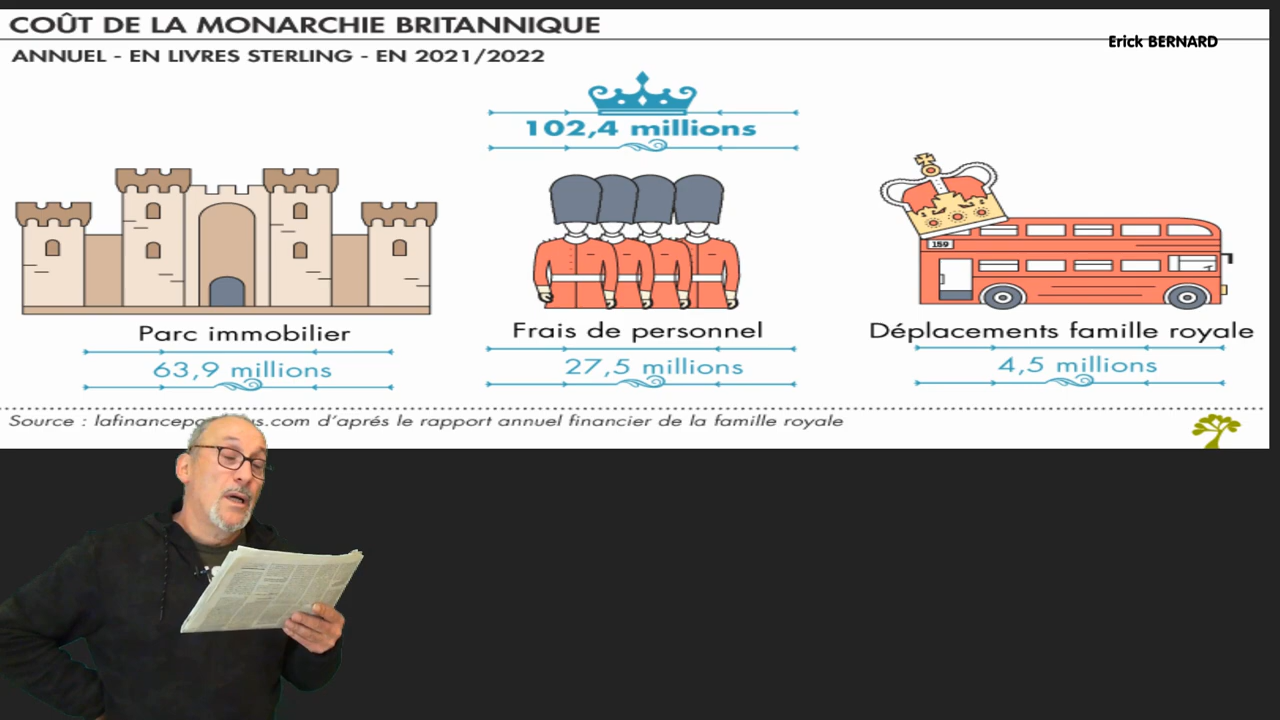 COÛT DE LA MONARCHIE BRITANNIQUE
Erick BERNARD
ANNUEL - EN LIVRES STERLING - EN 2021/2022
102,4 millions
159
Parc immobilier
63,9 millions
Frais de personnel
27,5 millions
Déplacements famille royale
4,5 millions
Source : d’aprés le rapport annuel financier de la famille royale